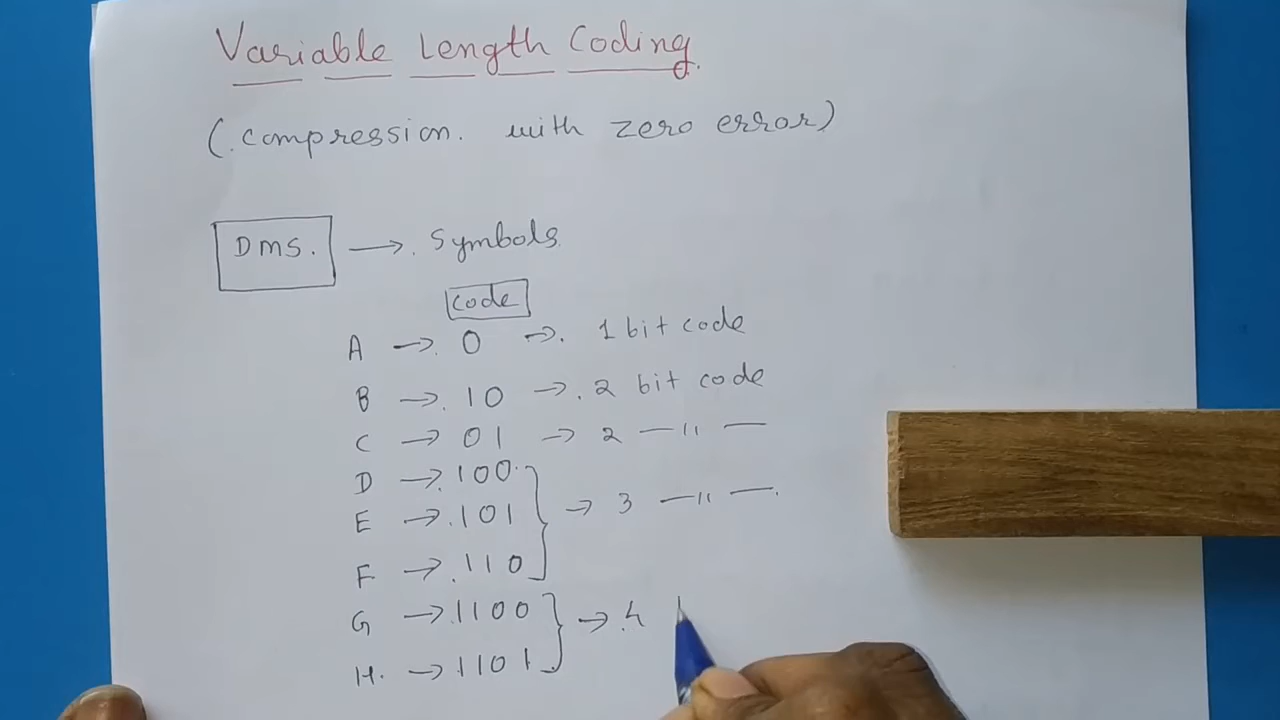 Variable Length Coding.
(compression. with zero error)
DMS. → Symbols.
Code
A → 0 → 1 bit code
B → 10 → 2 bit code
C → 01 → 2 —〃—
D → 100
E → 101 → 3 —〃—
F → 110
G → 1100 → 4
H. → 1101